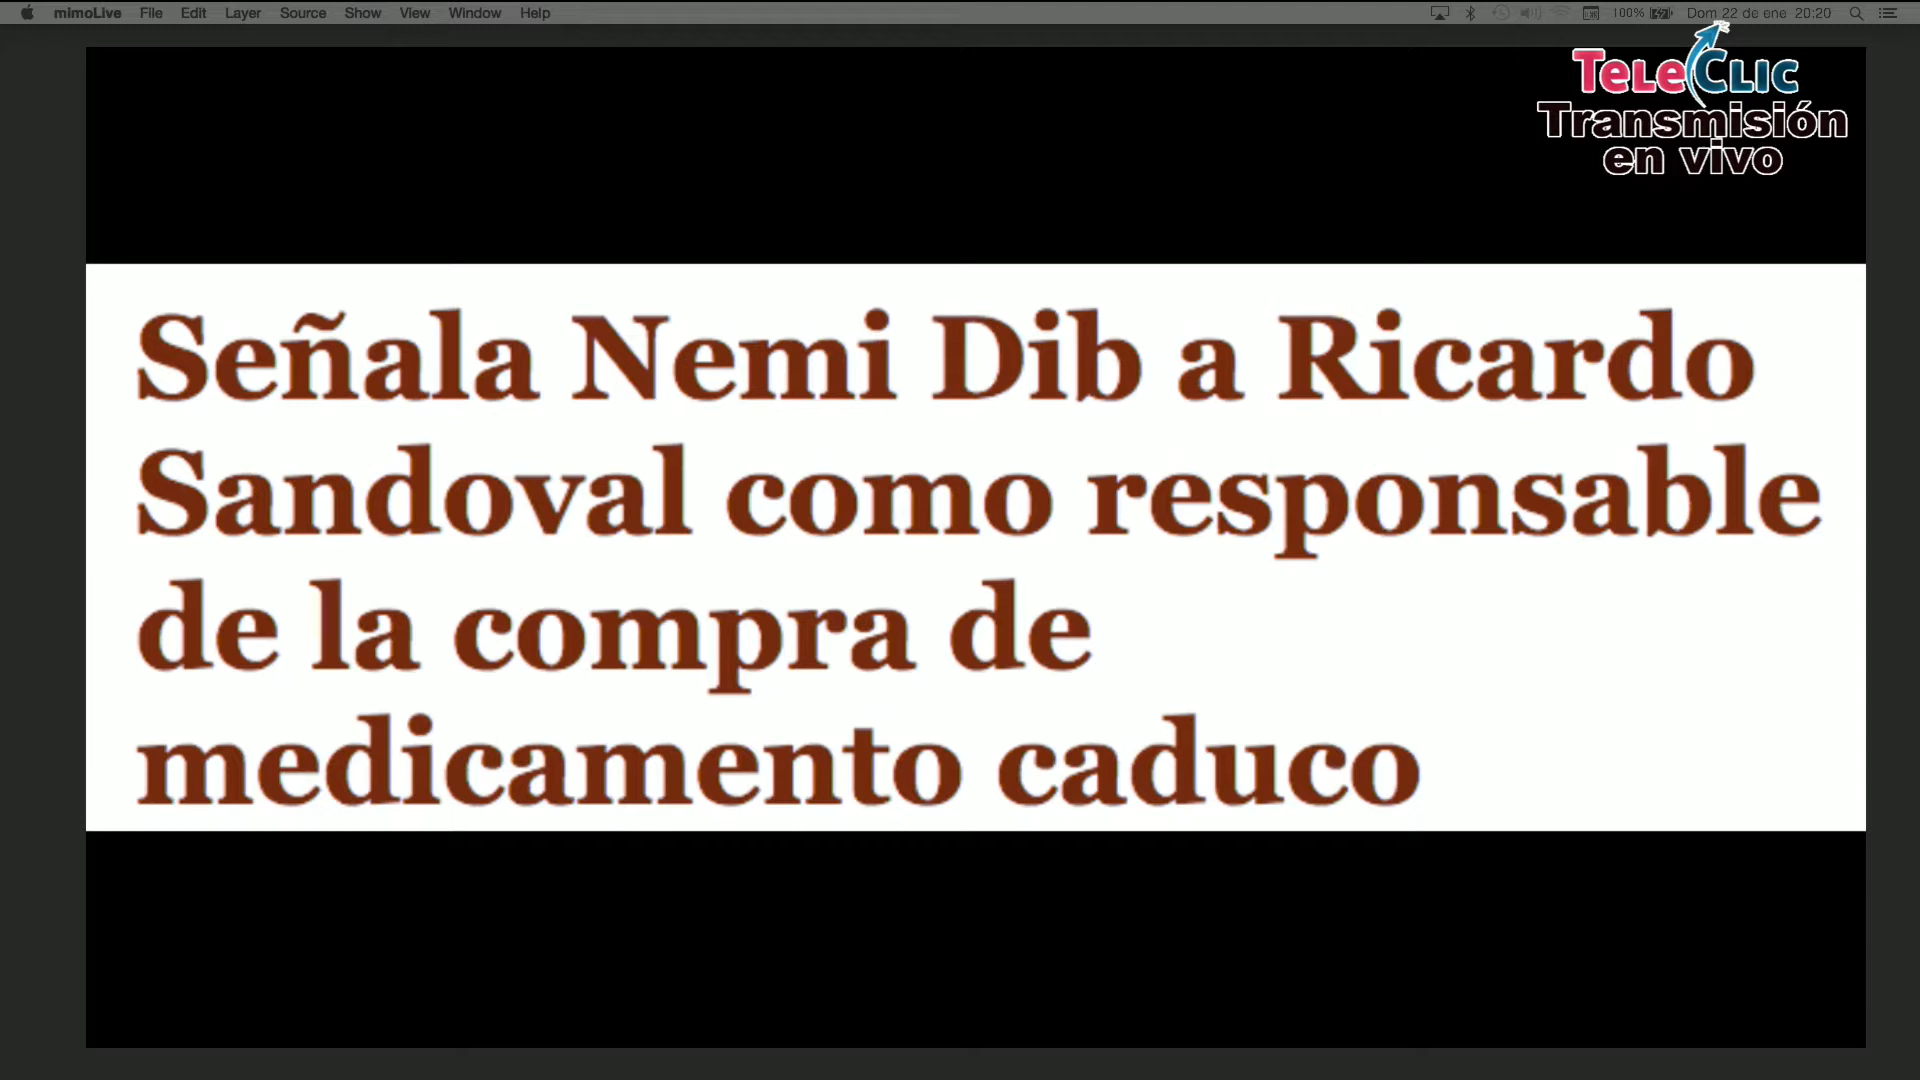 mimoLive File Edit Layer Source Show View Window Help 100% Dom 22 de ene 20:20
TeleClic
Transmisión
en vivo
Señala Nemi Dib a Ricardo
Sandoval como responsable
de la compra de
medicamento caduco